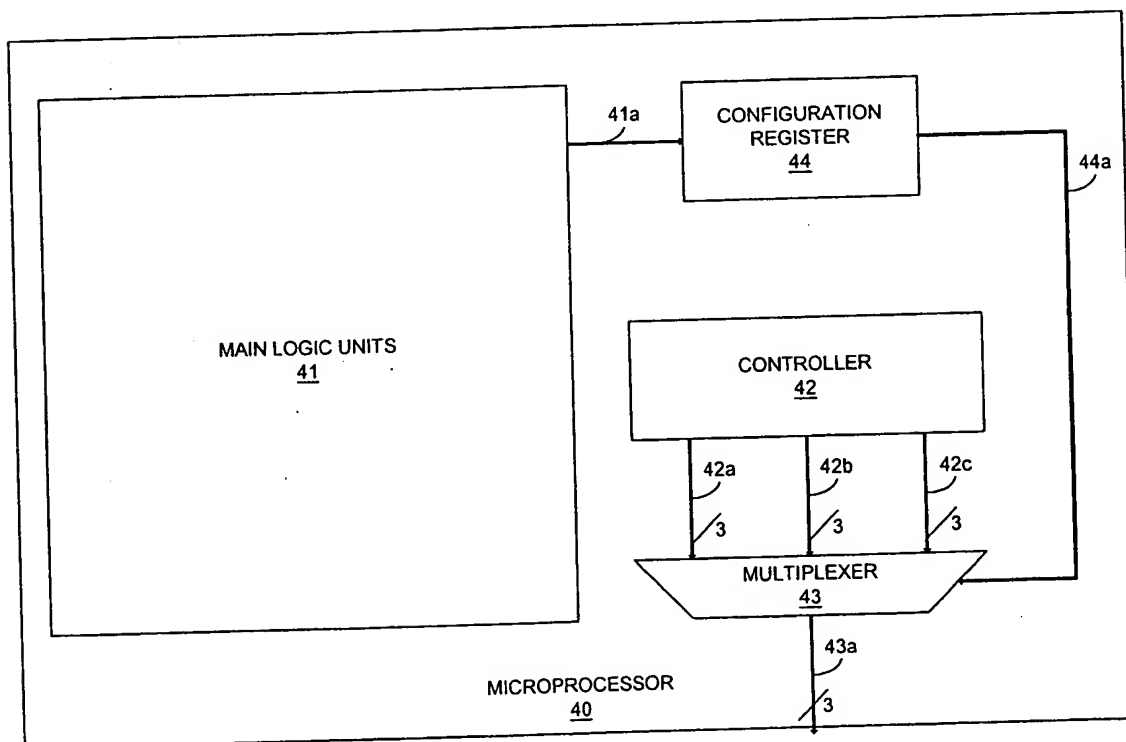 41a
CONFIGURATION
REGISTER
44
44a
MAIN LOGIC UNITS
41
CONTROLLER
42
42a
42b
42c
3
3
3
MULTIPLEXER
43
43a
3
MICROPROCESSOR
40